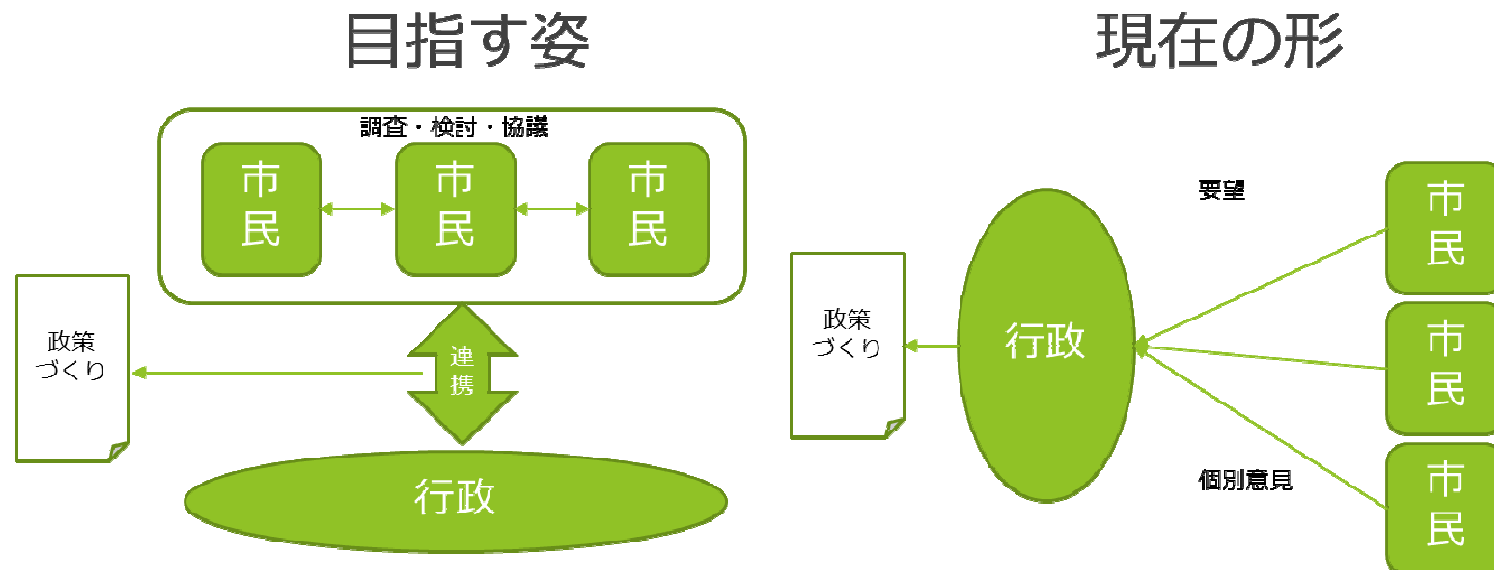 目指す姿
調査・検討・協議
市
民
市
民
市
民
連
携
政策
づくり
行政
現在の形
要望
個別意見
市
民
市
民
市
民
行政
政策
づくり